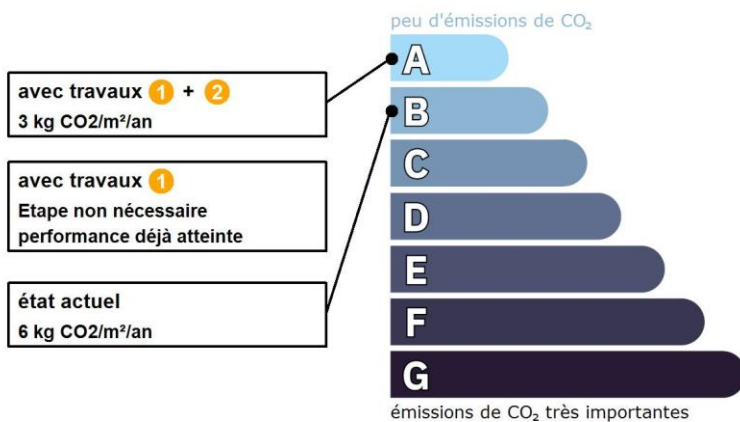 peu d'émissions de CO₂
A
avec travaux 1 + 2
3 kg CO2/m²/an
B
C
avec travaux 1
Etape non nécessaire
performance déjà atteinte
D
E
état actuel
6 kg CO2/m²/an
F
G
émissions de CO₂ très importantes